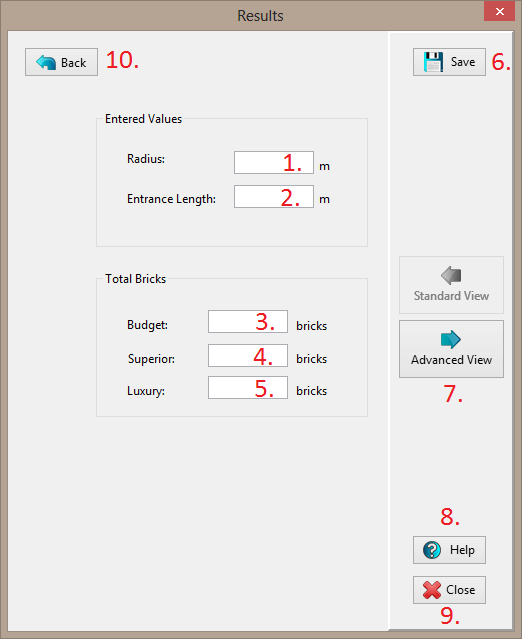 Results
Back
10.
Save
6.
Entered Values
Radius:
1.
m
Entrance Length:
2.
m
Total Bricks
Budget:
3.
bricks
Superior:
4.
bricks
Luxury:
5.
bricks
Standard View
Advanced View
7.
8.
Help
Close
9.